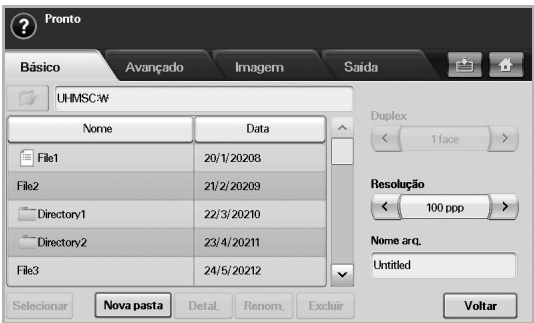 ? Pronto
Básico Avançado Imagem Saída
UHMSC:₩
Duplex
Nome Data
1 face
File1 20/1/20208
File2 21/2/20209
Resolução
Directory1 22/3/20210
100 ppp
Directory2 23/4/20211
Nome arq.
File3 24/5/20212
Untitled
Selecionar Nova pasta Detal. Renom. Excluir Voltar